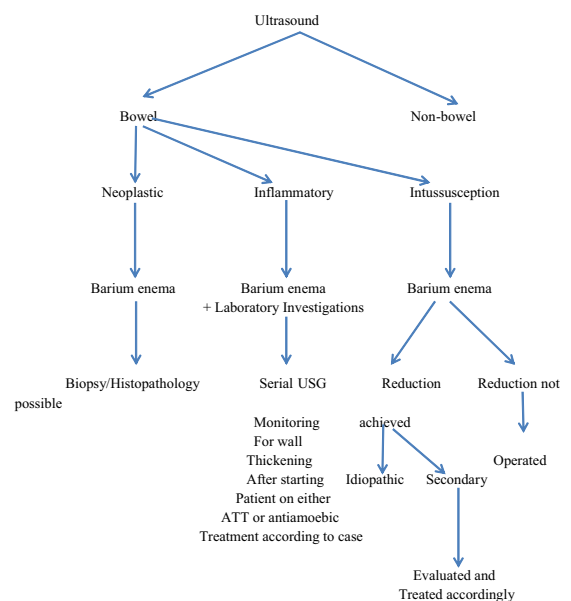 Ultrasound
Bowel Non-bowel
Neoplastic Inflammatory Intussusception
Barium enema Barium enema Barium enema
+ Laboratory Investigations
Biopsy/Histopathology Serial USG Reduction Reduction not
possible
Monitoring achieved
For wall
Thickening Operated
After starting Idiopathic Secondary
Patient on either
ATT or antiamoebic
Treatment according to case
Evaluated and
Treated accordingly